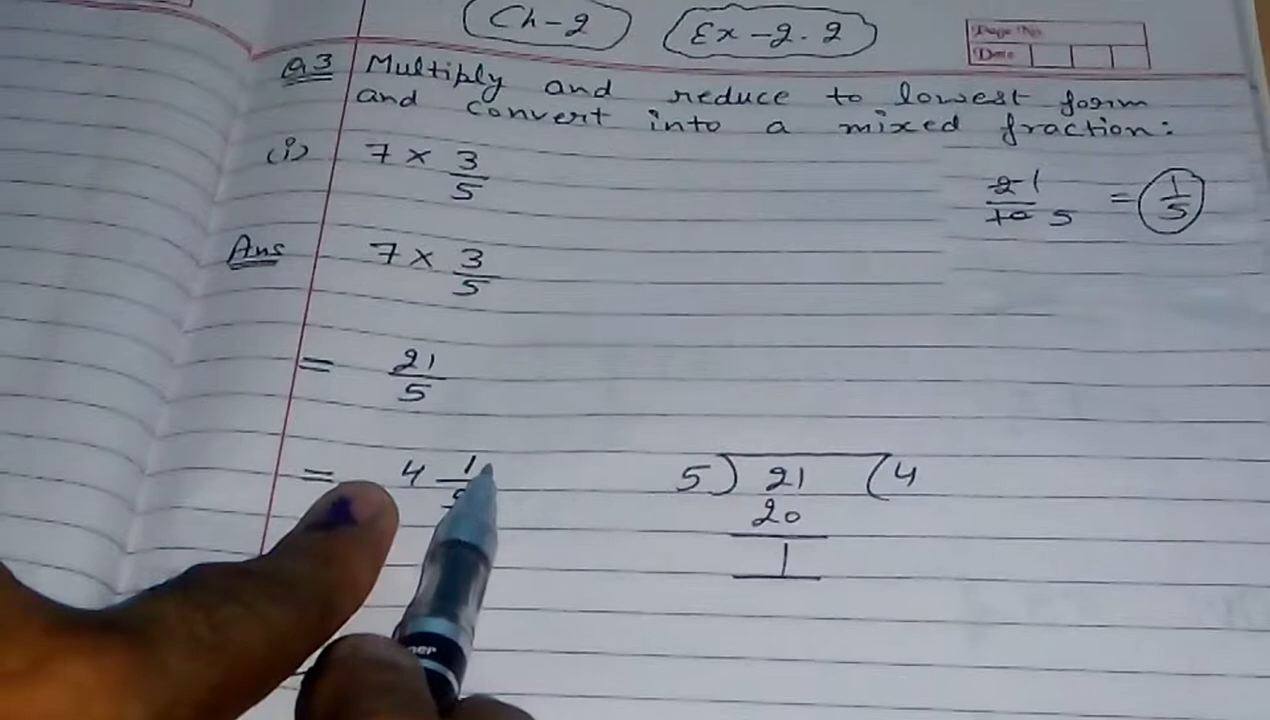 Ch-2 Ex-2.2
Page No.
Date
Q3 Multiply and reduce to lowest form
and convert into a mixed fraction:
(i) 7 × 3/5
2/10 1/5 = 1/5
Ans 7 × 3/5
= 21/5
= 4 1/
5) 21 (4
20
1